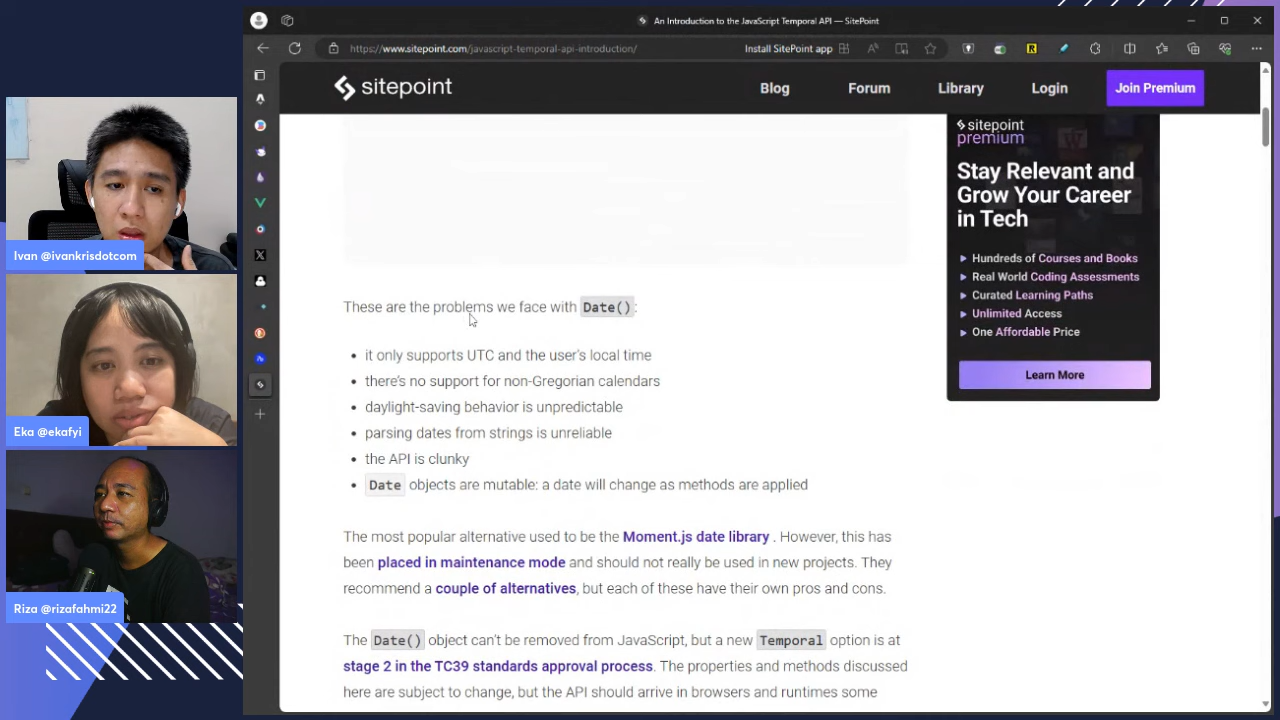 An Introduction to the JavaScript Temporal API — SitePoint
https://www.sitepoint.com/javascript-temporal-api-introduction/
Install SitePoint app
sitepoint
Blog
Forum
Library
Login
Join Premium
sitepoint
premium
Stay Relevant and
Grow Your Career
in Tech
Hundreds of Courses and Books
Real World Coding Assessments
Curated Learning Paths
Unlimited Access
One Affordable Price
Learn More
These are the problems we face with Date():
it only supports UTC and the user's local time
there's no support for non-Gregorian calendars
daylight-saving behavior is unpredictable
parsing dates from strings is unreliable
the API is clunky
Date objects are mutable: a date will change as methods are applied
The most popular alternative used to be the Moment.js date library . However, this has
been placed in maintenance mode and should not really be used in new projects. They
recommend a couple of alternatives, but each of these have their own pros and cons.
The Date() object can't be removed from JavaScript, but a new Temporal option is at
stage 2 in the TC39 standards approval process. The properties and methods discussed
here are subject to change, but the API should arrive in browsers and runtimes some
Ivan @ivankrisdotcom
Eka @ekafyi
Riza @rizafahmi22